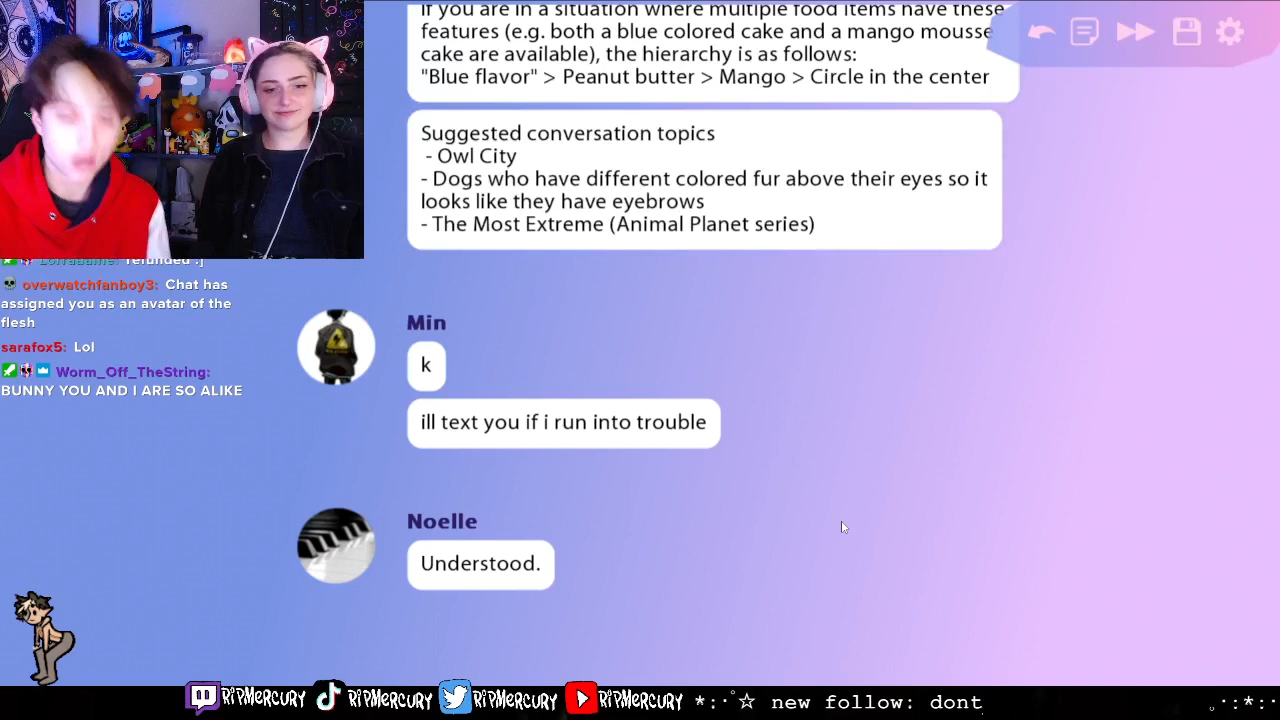 If you are in a situation where multiple food items have these
features (e.g. both a blue colored cake and a mango mousse
cake are available), the hierarchy is as follows:
"Blue flavor" > Peanut butter > Mango > Circle in the center
Suggested conversation topics
- Owl City
- Dogs who have different colored fur above their eyes so it
looks like they have eyebrows
- The Most Extreme (Animal Planet series)
refunded :]
overwatchfanboy3: Chat has
assigned you as an avatar of the
flesh
sarafox5: Lol
Worm_Off_TheString:
BUNNY YOU AND I ARE SO ALIKE
Min
k
ill text you if i run into trouble
Noelle
Understood.
RIPMERCURY RIPMERCURY RIPMERCURY RIPMERCURY *:･ﾟ☆ new follow: dont